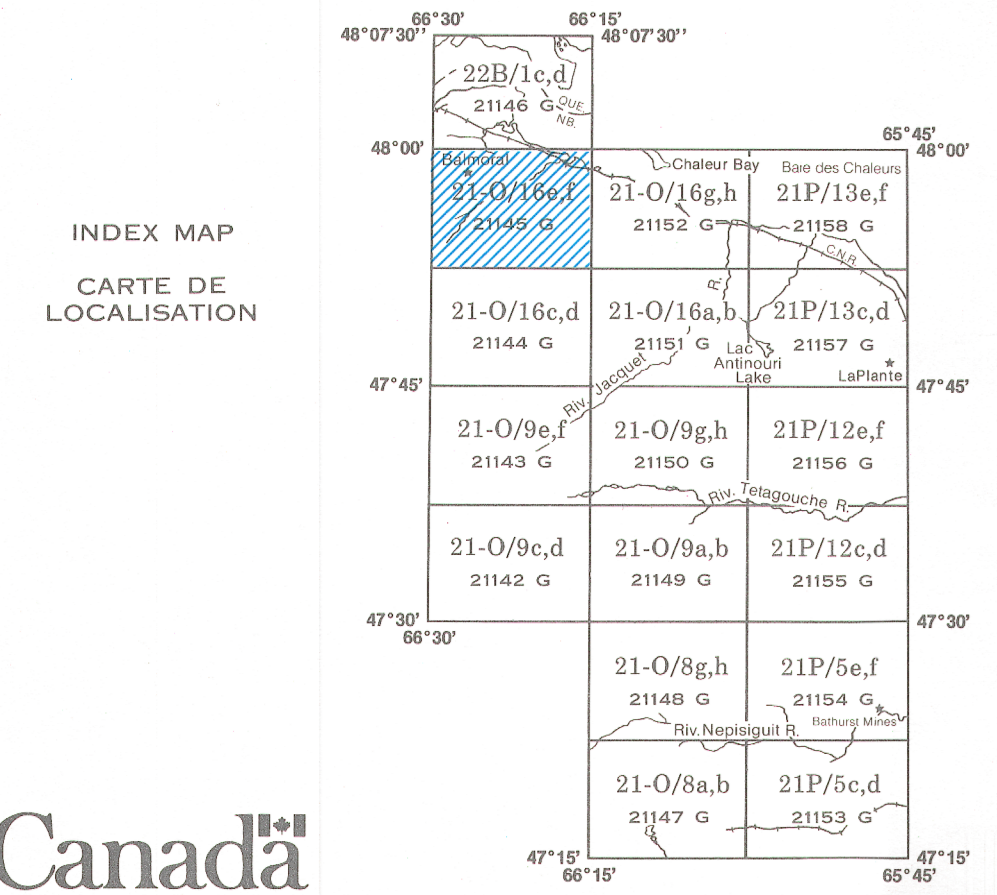 66°30' 66°15'
48°07'30'' 48°07'30''
22B/1c,d
21146 G
QUE.
NB.
65°45'
48°00' 48°00'
Balmoral
Chaleur Bay
Baie des Chaleurs
21-O/16e,f
21145 G
21-O/16g,h
21152 G
21P/13e,f
21158 G
C.N.R.
INDEX MAP
CARTE DE
LOCALISATION
R.
21-O/16c,d
21144 G
21-O/16a,b
21151 G
21P/13c,d
21157 G
Lac
Antinouri
Lake
LaPlante
Riv. Jacquet
47°45' 47°45'
21-O/9e,f
21143 G
21-O/9g,h
21150 G
21P/12e,f
21156 G
Riv. Tetagouche R.
21-O/9c,d
21142 G
21-O/9a,b
21149 G
21P/12c,d
21155 G
47°30' 47°30'
66°30'
21-O/8g,h
21148 G
21P/5e,f
21154 G
Bathurst Mines
Riv. Nepisiguit R.
21-O/8a,b
21147 G
21P/5c,d
21153 G
47°15' 47°15'
66°15' 65°45'
Canada